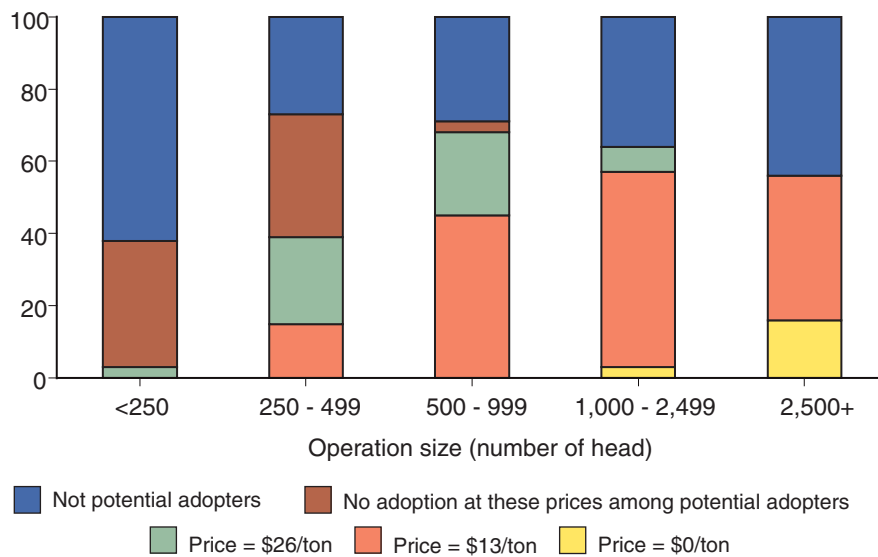 100
80
60
40
20
0
<250 250 - 499 500 - 999 1,000 - 2,499 2,500+
Operation size (number of head)
Not potential adopters No adoption at these prices among potential adopters
Price = $26/ton Price = $13/ton Price = $0/ton